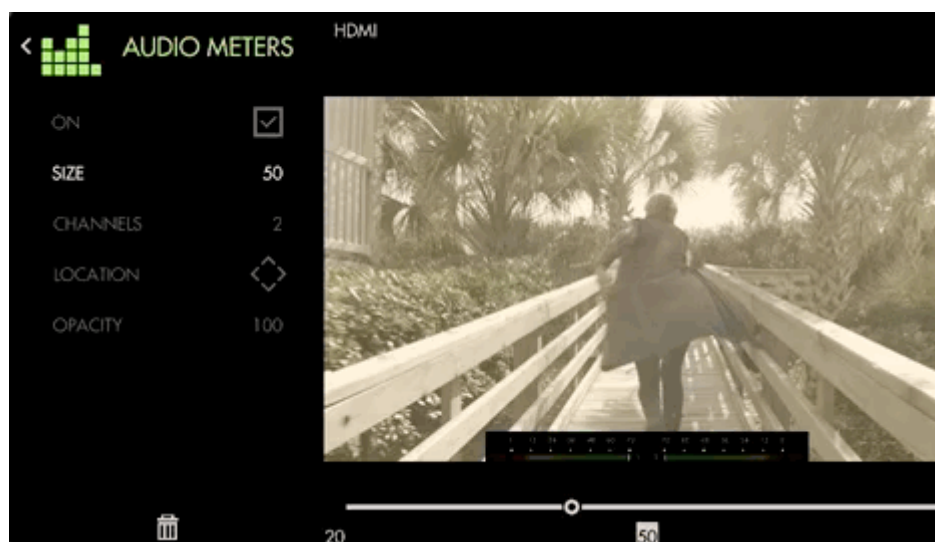 AUDIO METERS
HDMI
ON
SIZE 50
CHANNELS 2
LOCATION
OPACITY 100
20 50